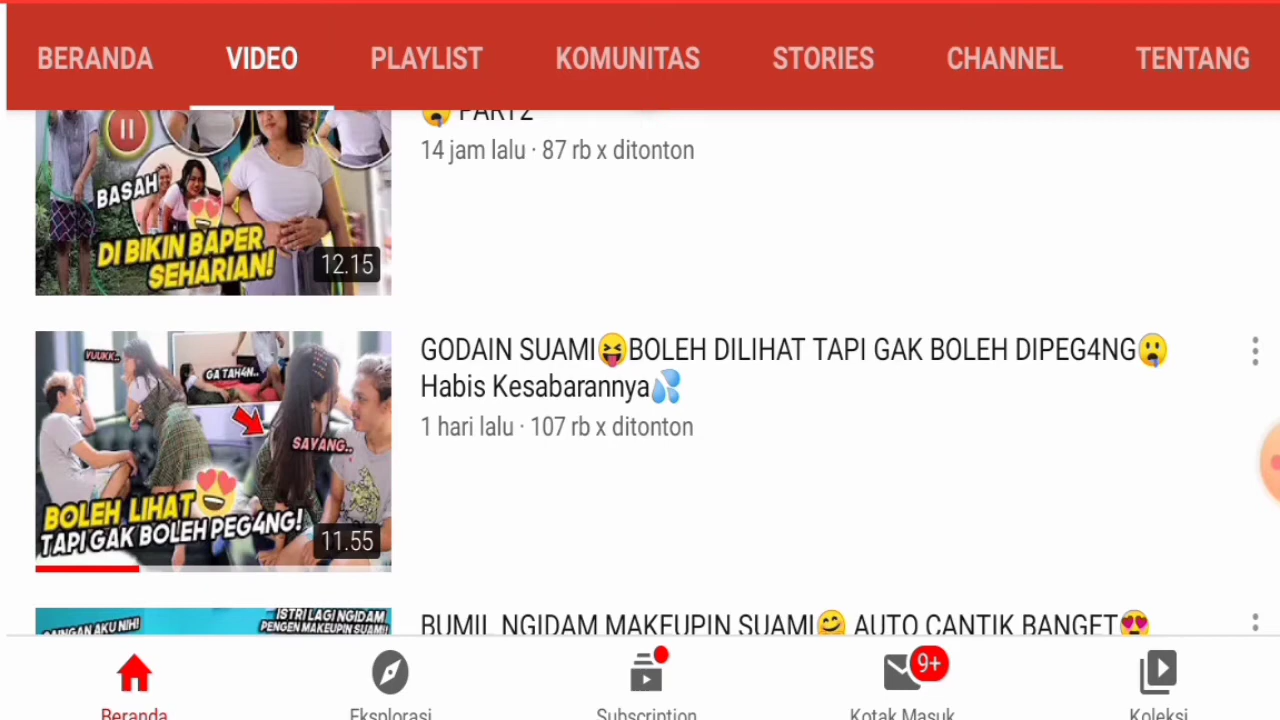 BERANDA VIDEO PLAYLIST KOMUNITAS STORIES CHANNEL TENTANG
PART2
14 jam lalu · 87 rb x ditonton
BASAH
DI BIKIN BAPER
SEHARIAN!
12.15
GODAIN SUAMI😝BOLEH DILIHAT TAPI GAK BOLEH DIPEG4NG😲
Habis Kesabarannya💦
1 hari lalu · 107 rb x ditonton
VUUKK..
GA TAH4N..
SAYANG..
BOLEH LIHAT
TAPI GAK BOLEH PEG4NG!
11.55
BUMIL NGIDAM MAKEUPIN SUAMI🤗 AUTO CANTIK BANGET😍
AKU NIH!
ISTRI LAGI NGIDAM
PENGEN MAKEUPIN SUAMI!
9+
Beranda Eksplorasi Subscription Kotak Masuk Koleksi